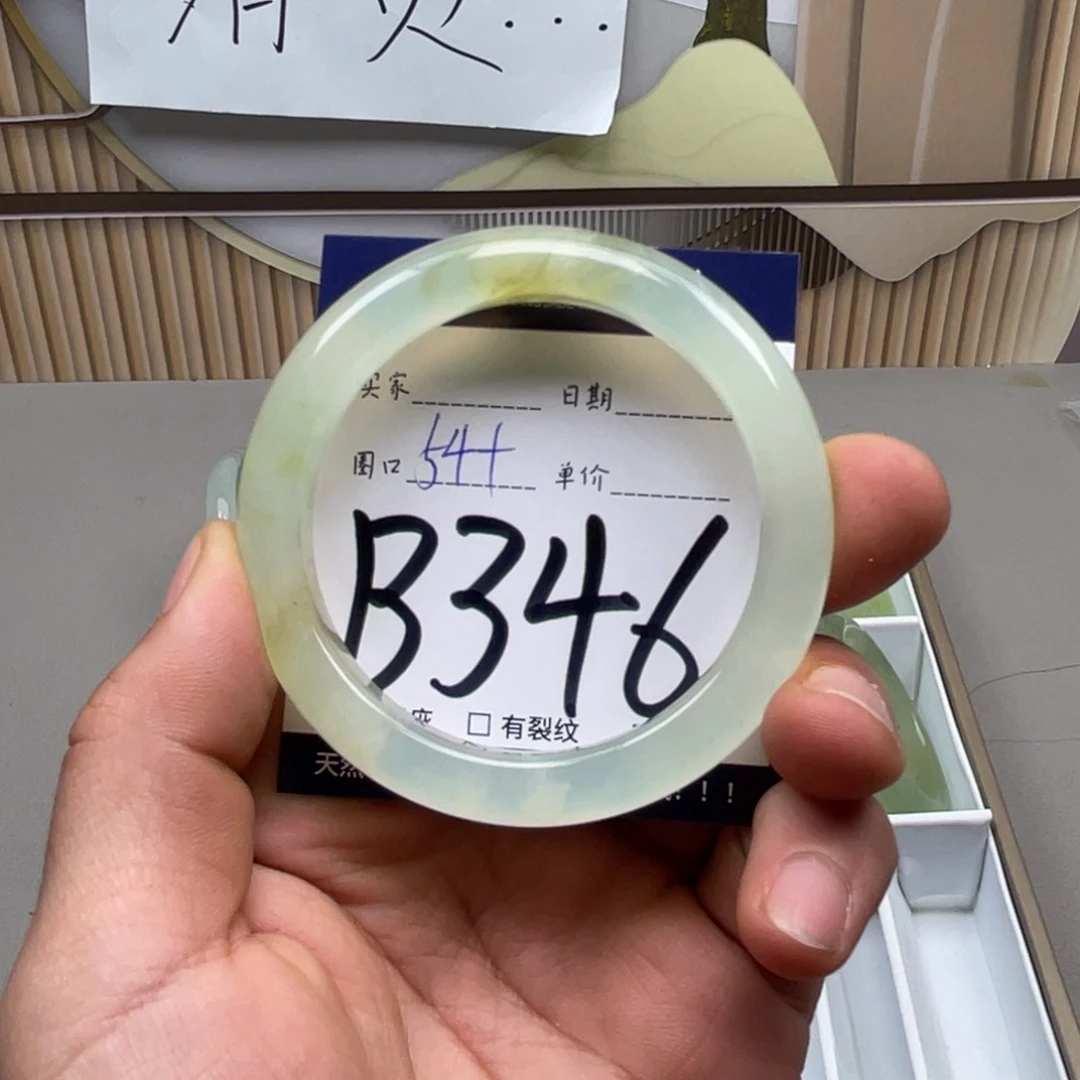 买家 日期
圈口 54+ 单价
B346
□ 有裂纹
天然 ！！